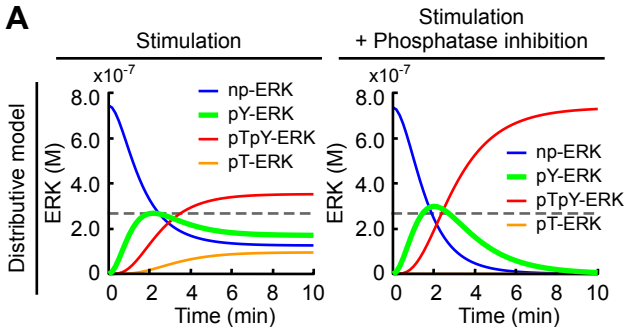 A
Stimulation
Stimulation
+ Phosphatase inhibition
Distributive model
x10-7
8.0
6.0
4.0
2.0
0
ERK (M)
np-ERK
pY-ERK
pTpY-ERK
pT-ERK
0 2 4 6 8 10
Time (min)
x10-7
8.0
6.0
4.0
2.0
0
ERK (M)
np-ERK
pY-ERK
pTpY-ERK
pT-ERK
0 2 4 6 8 10
Time (min)